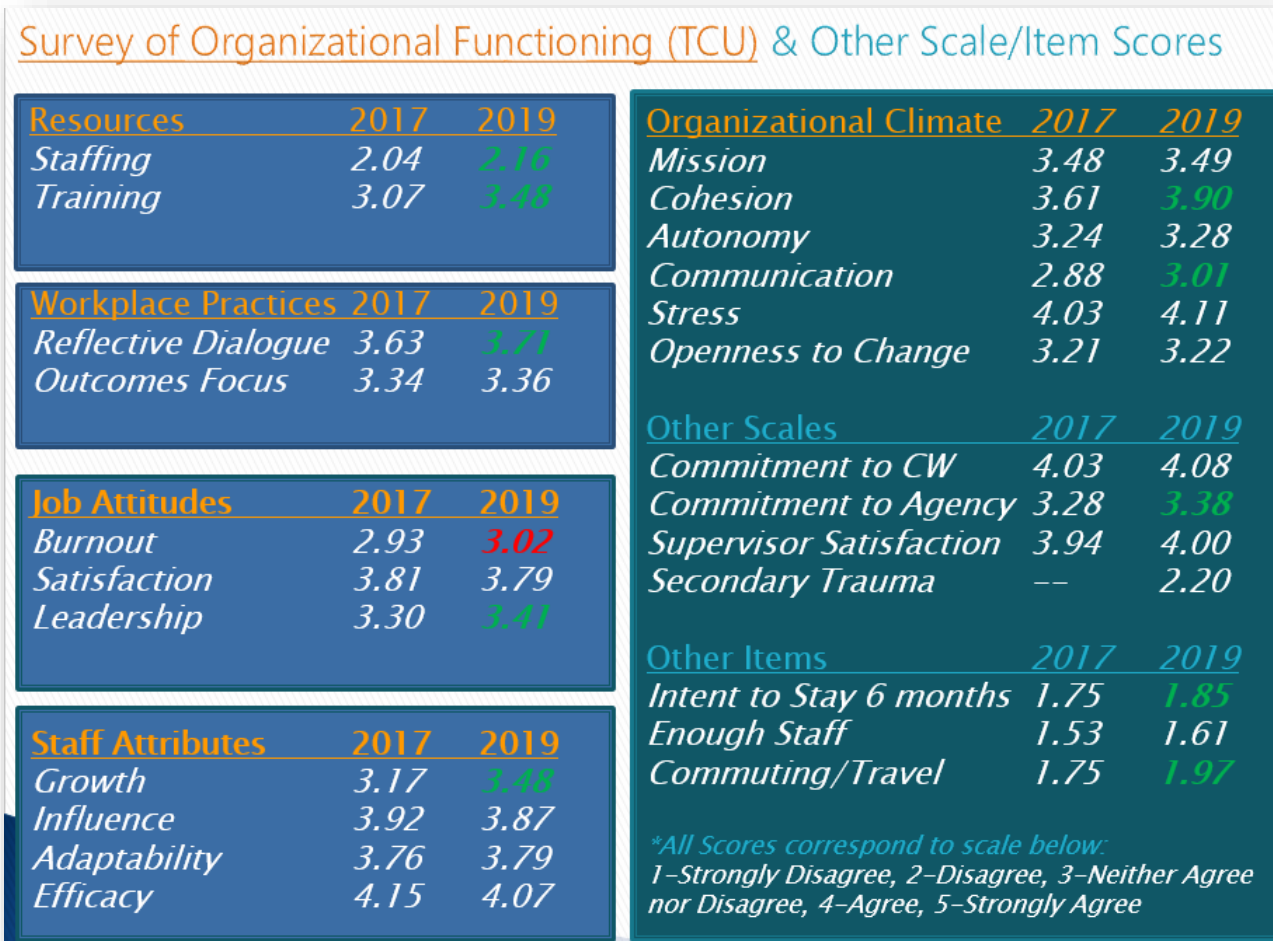 Survey of Organizational Functioning (TCU) & Other Scale/Item Scores
Resources 2017 2019
Staffing 2.04 2.16
Training 3.07 3.48
Workplace Practices 2017 2019
Reflective Dialogue 3.63 3.71
Outcomes Focus 3.34 3.36
Job Attitudes 2017 2019
Burnout 2.93 3.02
Satisfaction 3.81 3.79
Leadership 3.30 3.41
Staff Attributes 2017 2019
Growth 3.17 3.48
Influence 3.92 3.87
Adaptability 3.76 3.79
Efficacy 4.15 4.07
Organizational Climate 2017 2019
Mission 3.48 3.49
Cohesion 3.61 3.90
Autonomy 3.24 3.28
Communication 2.88 3.01
Stress 4.03 4.11
Openness to Change 3.21 3.22
Other Scales 2017 2019
Commitment to CW 4.03 4.08
Commitment to Agency 3.28 3.38
Supervisor Satisfaction 3.94 4.00
Secondary Trauma -- 2.20
Other Items 2017 2019
Intent to Stay 6 months 1.75 1.85
Enough Staff 1.53 1.61
Commuting/Travel 1.75 1.97
*All Scores correspond to scale below:
1-Strongly Disagree, 2-Disagree, 3-Neither Agree
nor Disagree, 4-Agree, 5-Strongly Agree